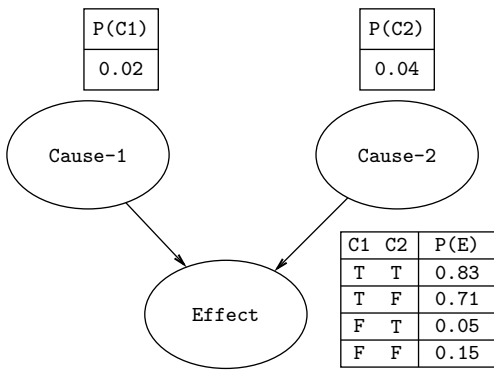 P(C1)
0.02
P(C2)
0.04
Cause-1
Cause-2
Effect
C1 C2 P(E)
T T 0.83
T F 0.71
F T 0.05
F F 0.15